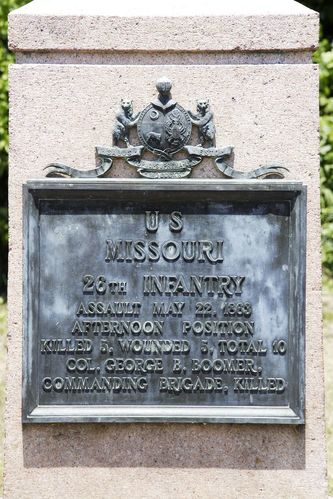 U S
MISSOURI
26TH INFANTRY
ASSAULT MAY 22, 1863
AFTERNOON POSITION
KILLED 5, WOUNDED 5, TOTAL 10
COL. GEORGE B. BOOMER,
COMMANDING BRIGADE, KILLED